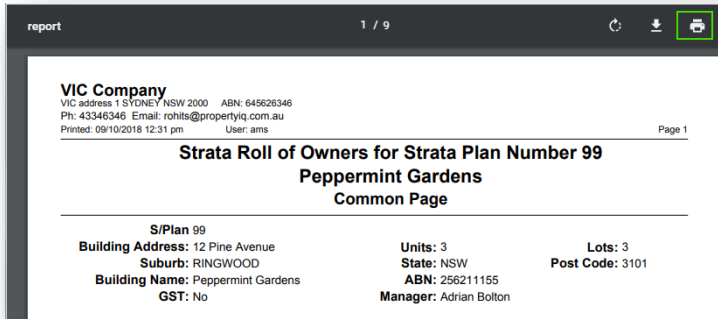 report 1 / 9
VIC Company
VIC address 1 SYDNEY NSW 2000 ABN: 645626346
Ph: 43346346 Email: rohits@propertyiq.com.au
Printed: 09/10/2018 12:31 pm User: ams Page 1
Strata Roll of Owners for Strata Plan Number 99
Peppermint Gardens
Common Page
S/Plan 99
Building Address: 12 Pine Avenue Units: 3 Lots: 3
Suburb: RINGWOOD State: NSW Post Code: 3101
Building Name: Peppermint Gardens ABN: 256211155
GST: No Manager: Adrian Bolton